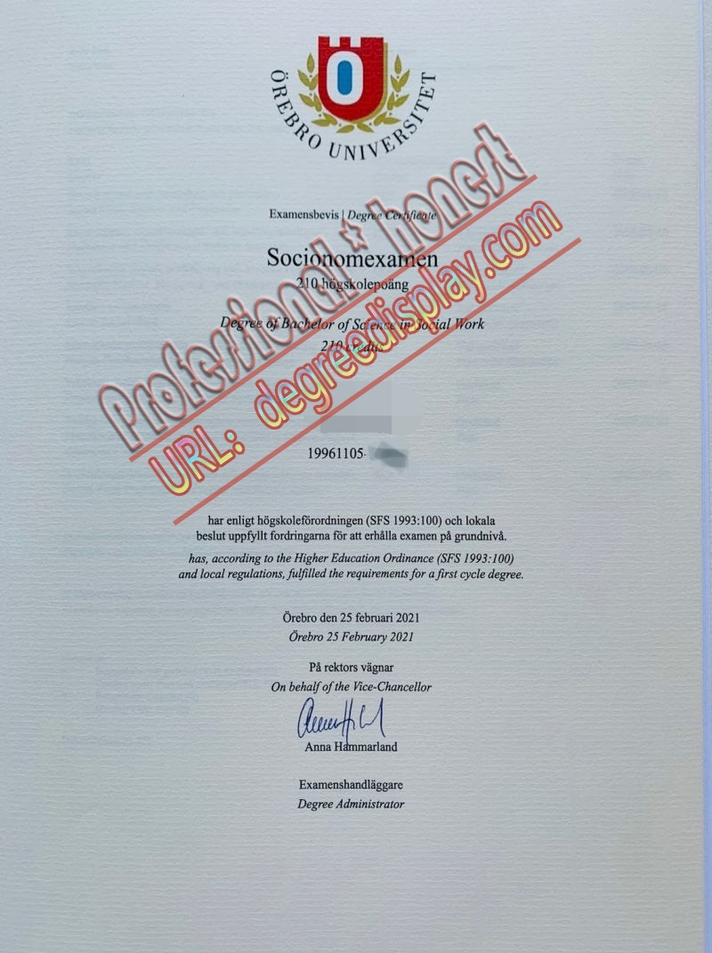 ÖREBRO UNIVERSITET
Examensbevis | Degree Certificate
Socionomexamen
210 högskolepoäng
Degree of Bachelor of Science in Social Work
210 credits
Professional ☆ honest
URL: degreedisplay.com
19961105-
har enligt högskoleförordningen (SFS 1993:100) och lokala
beslut uppfyllt fordringarna för att erhålla examen på grundnivå.
has, according to the Higher Education Ordinance (SFS 1993:100)
and local regulations, fulfilled the requirements for a first cycle degree.
Örebro den 25 februari 2021
Örebro 25 February 2021
På rektors vägnar
On behalf of the Vice-Chancellor
Anna Hammarland
Examenshandläggare
Degree Administrator